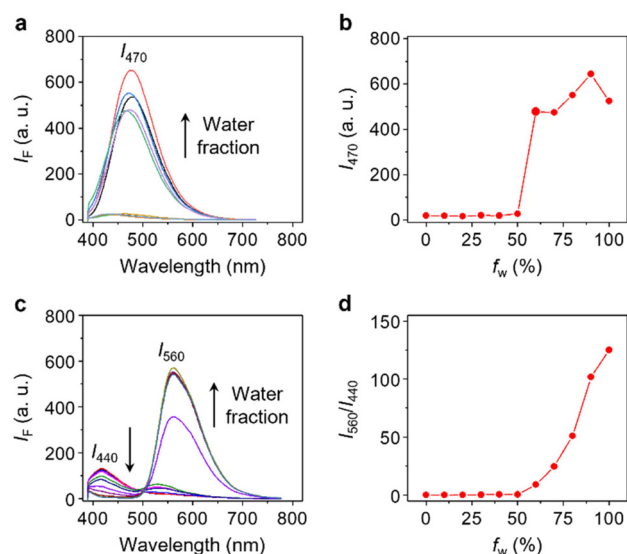 a
I470
Water
fraction
IF (a. u.)
800
600
400
200
0
400 500 600 700 800
Wavelength (nm)
b
I470 (a. u.)
800
600
400
200
0
0 25 50 75 100
fw (%)
c
I560
I440
Water
fraction
IF (a. u.)
800
600
400
200
0
400 500 600 700 800
Wavelength (nm)
d
I560/I440
150
100
50
0
0 25 50 75 100
fw (%)